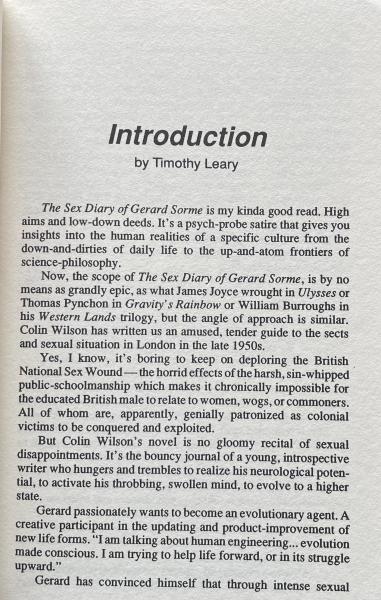 Introduction
by Timothy Leary
The Sex Diary of Gerard Sorme is my kinda good read. High
aims and low-down deeds. It's a psych-probe satire that gives you
insights into the human realities of a specific culture from the
down-and-dirties of daily life to the up-and-atom frontiers of
science-philosophy.
Now, the scope of The Sex Diary of Gerard Sorme, is by no
means as grandly epic, as what James Joyce wrought in Ulysses or
Thomas Pynchon in Gravity's Rainbow or William Burroughs in
his Western Lands trilogy, but the angle of approach is similar.
Colin Wilson has written us an amused, tender guide to the sects
and sexual situation in London in the late 1950s.
Yes, I know, it's boring to keep on deploring the British
National Sex Wound—the horrid effects of the harsh, sin-whipped
public-schoolmanship which makes it chronically impossible for
the educated British male to relate to women, wogs, or commoners.
All of whom are, apparently, genially patronized as colonial
victims to be conquered and exploited.
But Colin Wilson's novel is no gloomy recital of sexual
disappointments. It's the bouncy journal of a young, introspective
writer who hungers and trembles to realize his neurological poten-
tial, to activate his throbbing, swollen mind, to evolve to a higher
state.
Gerard passionately wants to become an evolutionary agent. A
creative participant in the updating and product-improvement of
new life forms. "I am talking about human engineering... evolution
made conscious. I am trying to help life forward, or in its struggle
upward."
Gerard has convinced himself that through intense sexual